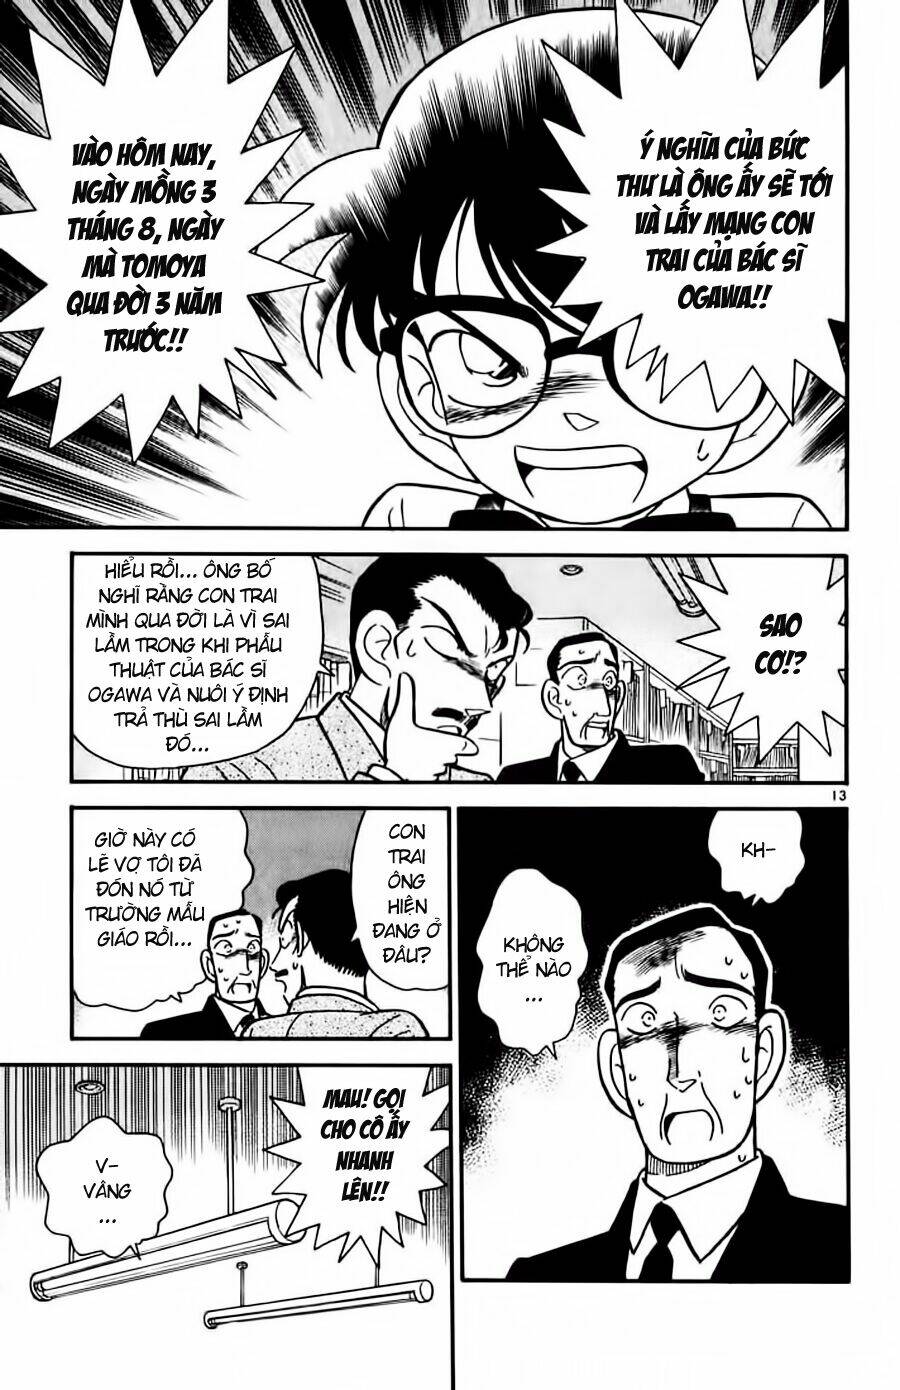 Ý NGHĨA CỦA BỨC
THƯ LÀ ÔNG ẤY SẼ TỚI
VÀ LẤY MẠNG CON
TRAI CỦA BÁC SĨ
OGAWA!!
VÀO HÔM NAY,
NGÀY MỒNG 3
THÁNG 8, NGÀY
MÀ TOMOYA
QUA ĐỜI 3 NĂM
TRƯỚC!!
SAO
CƠ!?
HIỂU RỒI... ÔNG BỐ
NGHĨ RẰNG CON TRAI
MÌNH QUA ĐỜI LÀ VÌ SAI
LẦM TRONG KHI PHẪU
THUẬT CỦA BÁC SĨ
OGAWA VÀ NUÔI Ý ĐỊNH
TRẢ THÙ SAI LẦM
ĐÓ...
13
KH-
KHÔNG
THỂ NÀO
...
CON
TRAI
ÔNG
HIỆN
ĐANG Ở
ĐÂU?
GIỜ NÀY CÓ
LẼ VỢ TÔI ĐÃ
ĐÓN NÓ TỪ
TRƯỜNG MẪU
GIÁO RỒI...
MAU! GỌI
CHO CÔ ẤY
NHANH
LÊN!!
V-
VÂNG
...